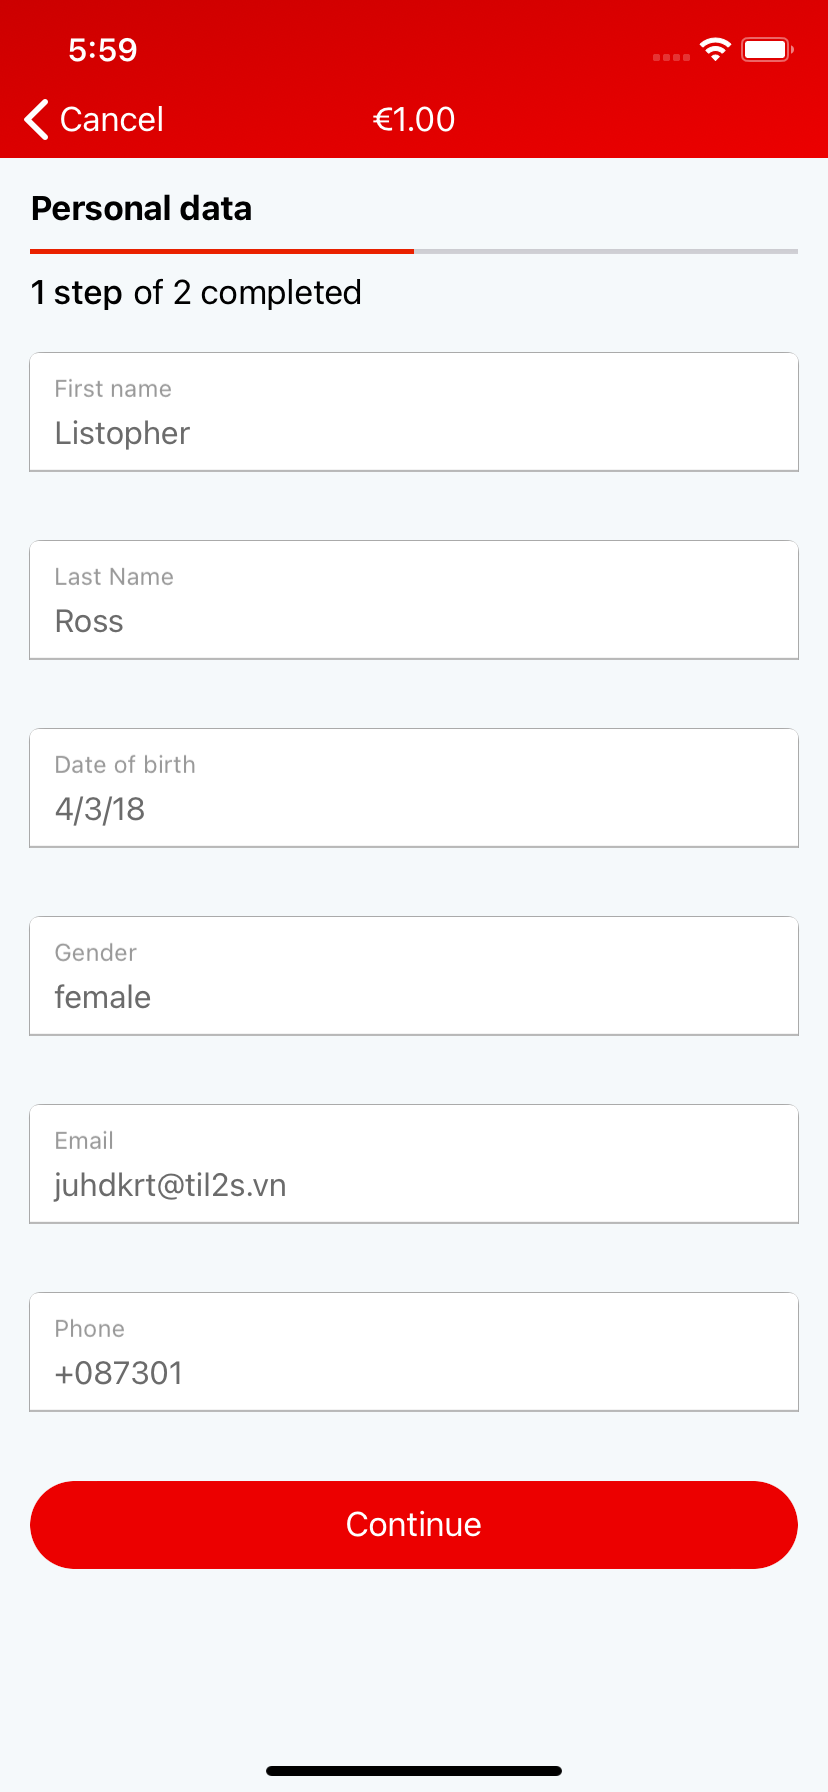 5:59
Cancel
€1.00
Personal data
1 step of 2 completed
First name
Listopher
Last Name
Ross
Date of birth
4/3/18
Gender
female
Email
juhdkrt@til2s.vn
Phone
+087301
Continue